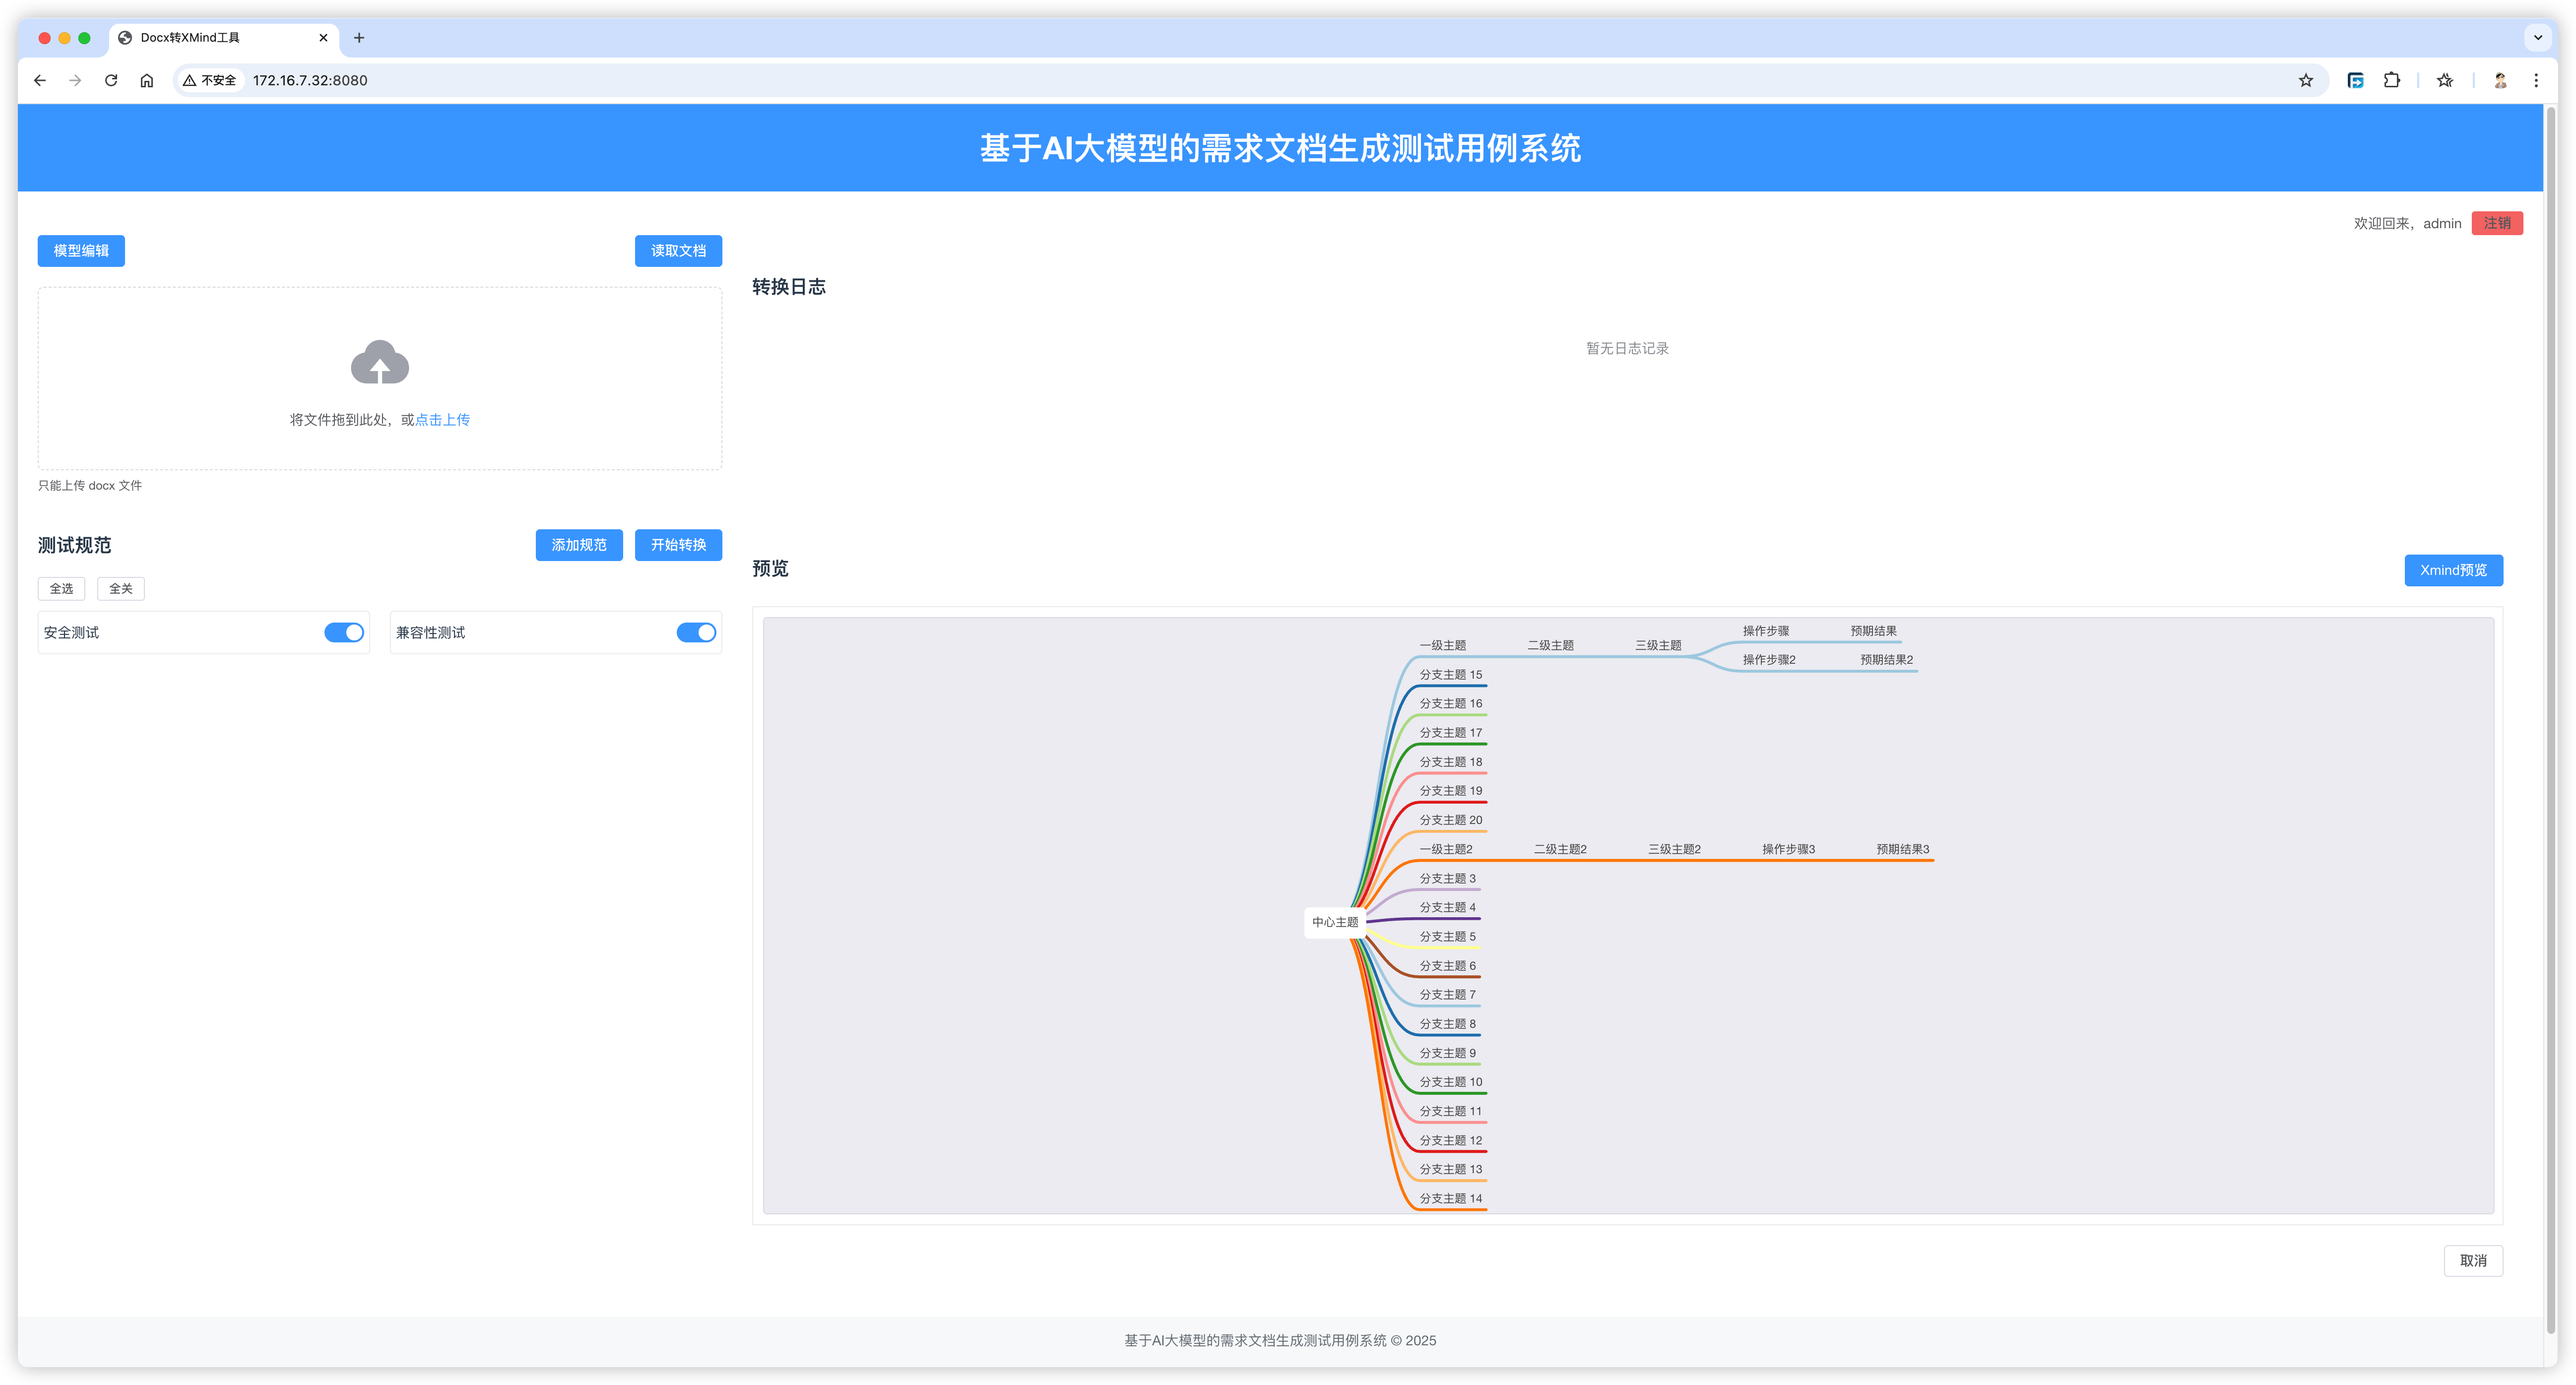 Docx转XMind工具
不安全 172.16.7.32:8080
基于AI大模型的需求文档生成测试用例系统
欢迎回来，admin 注销
模型编辑 读取文档
将文件拖到此处，或点击上传
只能上传 docx 文件
测试规范 添加规范 开始转换
全选 全关
安全测试 兼容性测试
转换日志
暂无日志记录
预览 Xmind预览
中心主题
一级主题 二级主题 三级主题
操作步骤 预期结果
操作步骤2 预期结果2
分支主题 15
分支主题 16
分支主题 17
分支主题 18
分支主题 19
分支主题 20
一级主题2 二级主题2 三级主题2 操作步骤3 预期结果3
分支主题 3
分支主题 4
分支主题 5
分支主题 6
分支主题 7
分支主题 8
分支主题 9
分支主题 10
分支主题 11
分支主题 12
分支主题 13
分支主题 14
取消
基于AI大模型的需求文档生成测试用例系统 © 2025